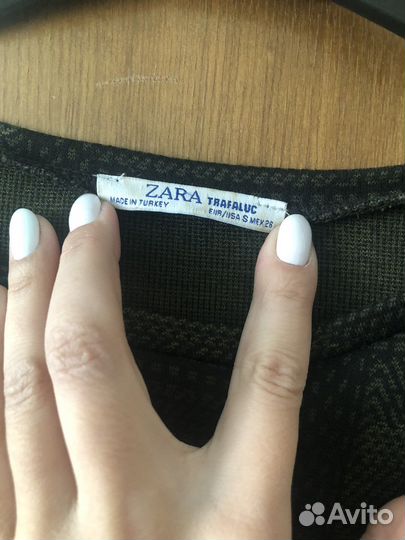 ZARA TRAFALUC
MADE IN TURKEY EUR/USA S MEX 26
Avito